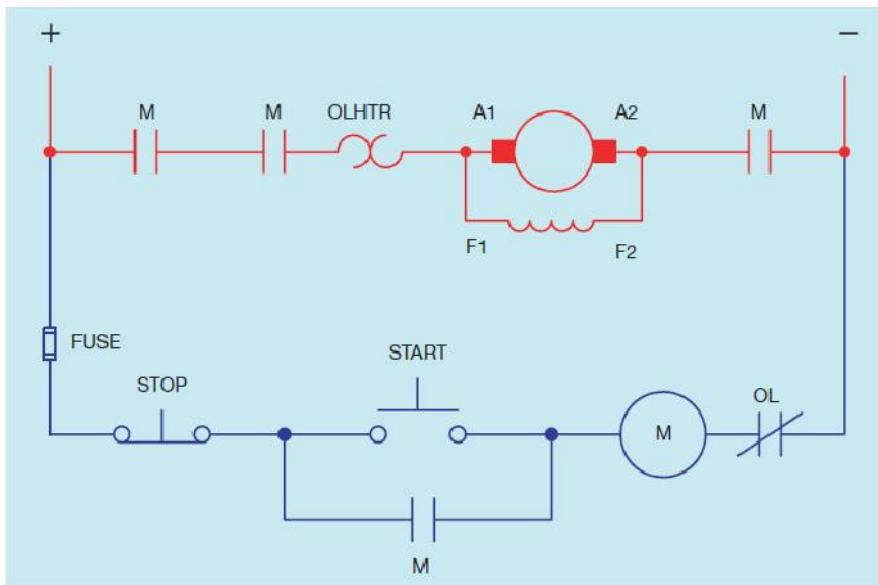 + −
M M OLHTR A1 A2 M
F1 F2
FUSE
START
STOP
OL
M
M